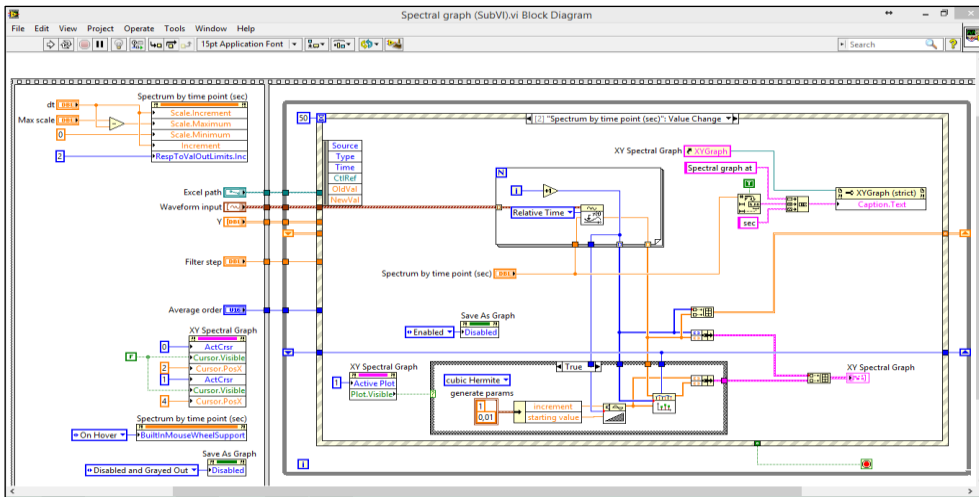 Spectral graph (SubVI).vi Block Diagram
File Edit View Project Operate Tools Window Help
15pt Application Font
Search
Spectrum by time point (sec)
dt DBL
Scale.Increment
Max scale DBL
Scale.Maximum
0
Scale.Minimum
Increment
2
RespToValOutLimits.Inc
Excel path
Waveform input
Y DBL
Filter step DBL
Average order U16
XY Spectral Graph
0
ActCrsr
F
Cursor.Visible
2
Cursor.PosX
1
ActCrsr
Cursor.Visible
4
Cursor.PosX
Spectrum by time point (sec)
On Hover
BuiltInMouseWheelSupport
Save As Graph
Disabled and Grayed Out
Disabled
50
[2] "Spectrum by time point (sec)": Value Change
Source
Type
Time
CtlRef
OldVal
NewVal
N
i
Relative Time
XY Spectral Graph
XYGraph
Spectral graph at
XYGraph (strict)
Caption.Text
sec
Spectrum by time point (sec) DBL
Save As Graph
Enabled
Disabled
XY Spectral Graph
1
Active Plot
Plot.Visible
True
cubic Hermite
generate params
1
0,01
increment
starting value
XY Spectral Graph
i